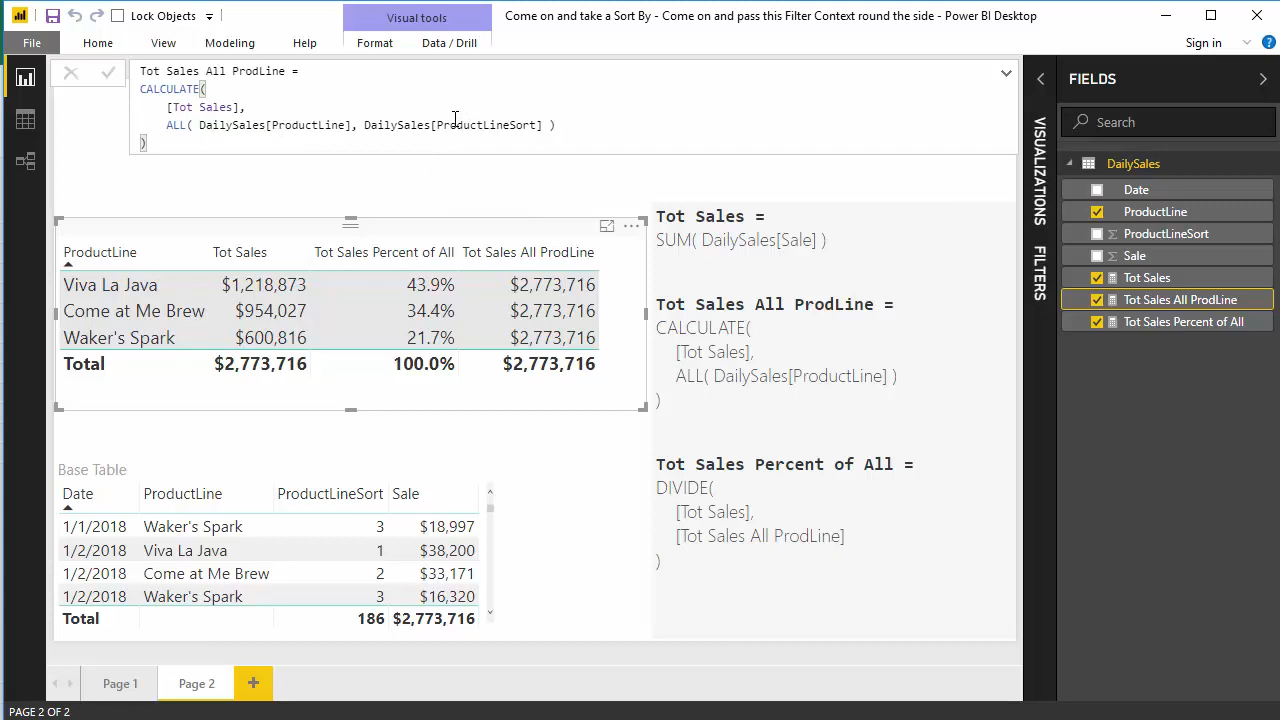 Lock Objects
Visual tools
Come on and take a Sort By - Come on and pass this Filter Context round the side - Power BI Desktop
File
Home
View
Modeling
Help
Format
Data / Drill
Sign in
Tot Sales All ProdLine =
CALCULATE(
[Tot Sales],
ALL( DailySales[ProductLine], DailySales[ProductLineSort] )
)
VISUALIZATIONS
FILTERS
FIELDS
Search
DailySales
Date
ProductLine
ProductLineSort
Sale
Tot Sales
Tot Sales All ProdLine
Tot Sales Percent of All
ProductLine Tot Sales Tot Sales Percent of All Tot Sales All ProdLine
Viva La Java $1,218,873 43.9% $2,773,716
Come at Me Brew $954,027 34.4% $2,773,716
Waker's Spark $600,816 21.7% $2,773,716
Total $2,773,716 100.0% $2,773,716
Tot Sales =
SUM( DailySales[Sale] )
Tot Sales All ProdLine =
CALCULATE(
[Tot Sales],
ALL( DailySales[ProductLine] )
)
Tot Sales Percent of All =
DIVIDE(
[Tot Sales],
[Tot Sales All ProdLine]
)
Base Table
Date ProductLine ProductLineSort Sale
1/1/2018 Waker's Spark 3 $18,997
1/2/2018 Viva La Java 1 $38,200
1/2/2018 Come at Me Brew 2 $33,171
1/2/2018 Waker's Spark 3 $16,320
Total 186 $2,773,716
Page 1
Page 2
PAGE 2 OF 2